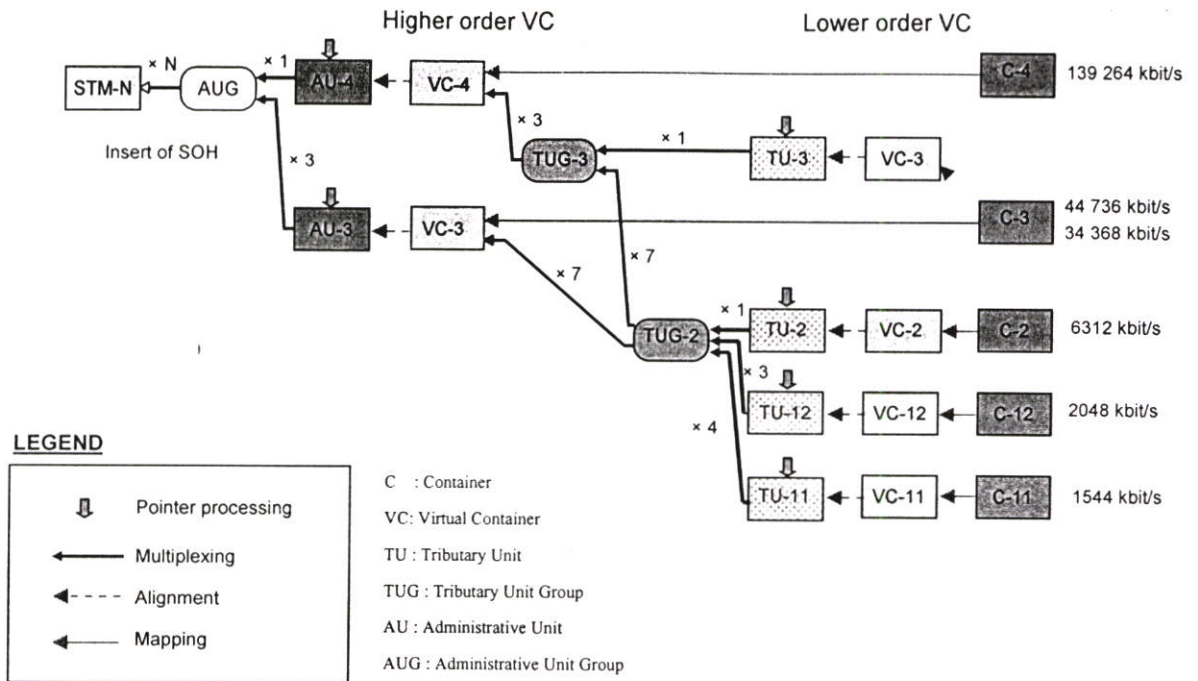 Higher order VC
Lower order VC
× N
× 1
STM-N
AUG
AU-4
VC-4
C-4
139 264 kbit/s
× 3
× 1
Insert of SOH
× 3
TUG-3
TU-3
VC-3
AU-3
VC-3
C-3
44 736 kbit/s
34 368 kbit/s
× 7
× 7
× 1
TUG-2
TU-2
VC-2
C-2
6312 kbit/s
× 3
TU-12
VC-12
C-12
2048 kbit/s
× 4
TU-11
VC-11
C-11
1544 kbit/s
LEGEND
Pointer processing
Multiplexing
Alignment
Mapping
C : Container
VC: Virtual Container
TU : Tributary Unit
TUG : Tributary Unit Group
AU : Administrative Unit
AUG : Administrative Unit Group